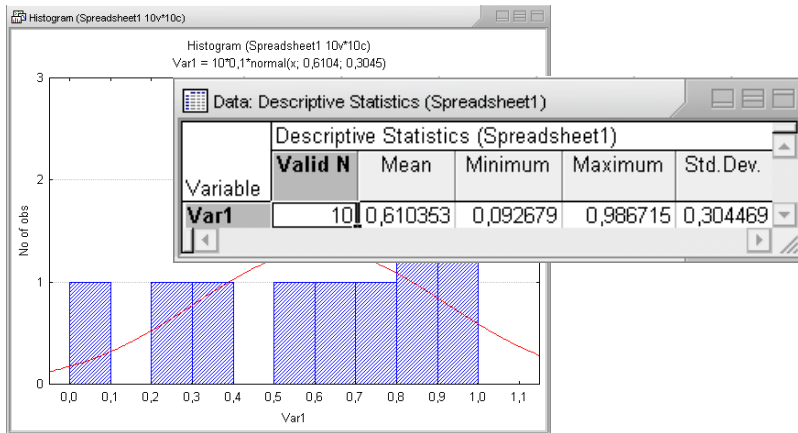 Histogram (Spreadsheet1 10v*10c)
Histogram (Spreadsheet1 10v*10c)
Var1 = 10*0,1*normal(x; 0,6104; 0,3045)
Data: Descriptive Statistics (Spreadsheet1)
Descriptive Statistics (Spreadsheet1)
Variable Valid N Mean Minimum Maximum Std.Dev.
Var1 10 0,610353 0,092679 0,986715 0,304469
No of obs
3
2
1
0
0,0 0,1 0,2 0,3 0,4 0,5 0,6 0,7 0,8 0,9 1,0 1,1
Var1